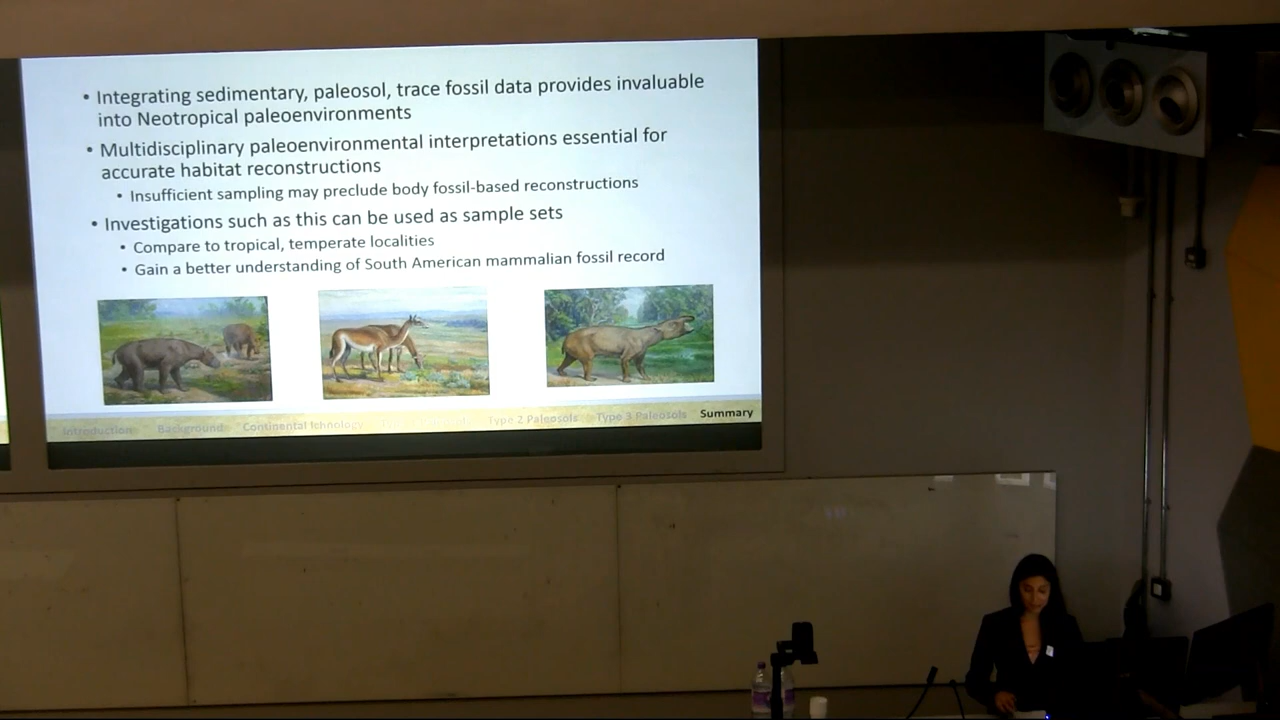 • Integrating sedimentary, paleosol, trace fossil data provides invaluable
into Neotropical paleoenvironments
• Multidisciplinary paleoenvironmental interpretations essential for
accurate habitat reconstructions
• Insufficient sampling may preclude body fossil-based reconstructions
• Investigations such as this can be used as sample sets
• Compare to tropical, temperate localities
• Gain a better understanding of South American mammalian fossil record
Introduction Background Continental Ichnology Type 2 Paleosols Type 3 Paleosols Summary